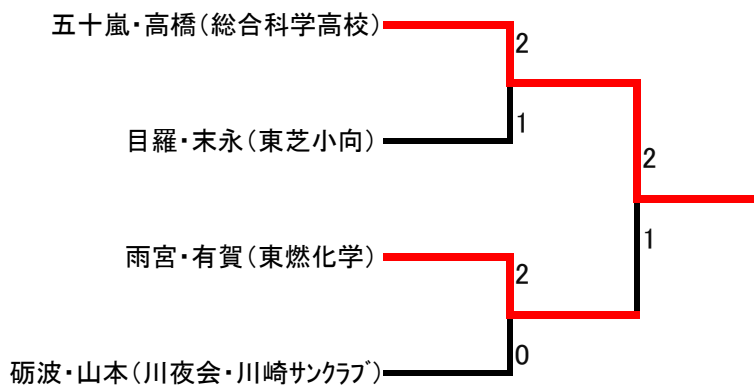 五十嵐・高橋(総合科学高校)
2
1
目羅・末永(東芝小向)
2
1
雨宮・有賀(東燃化学)
2
0
砺波・山本(川夜会・川崎サンクラブ)